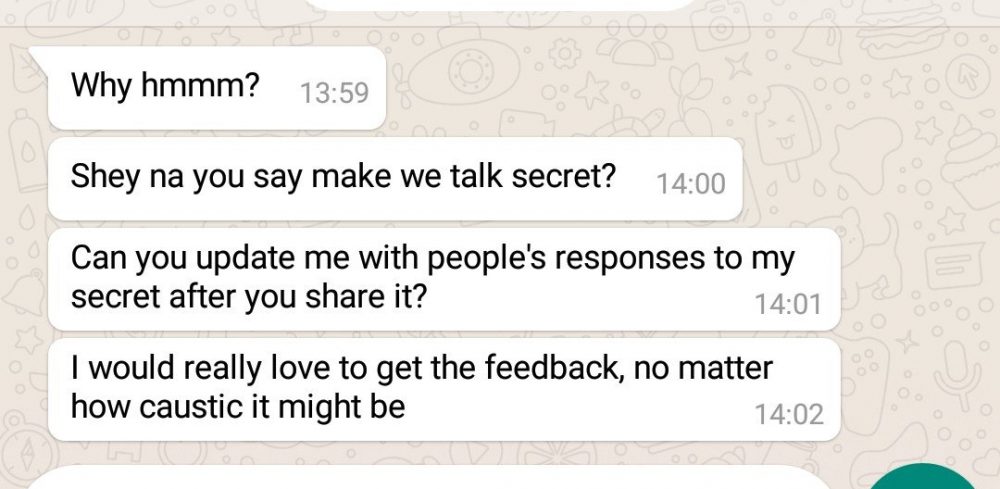 Why hmmm? 13:59
Shey na you say make we talk secret? 14:00
Can you update me with people's responses to my
secret after you share it? 14:01
I would really love to get the feedback, no matter
how caustic it might be 14:02